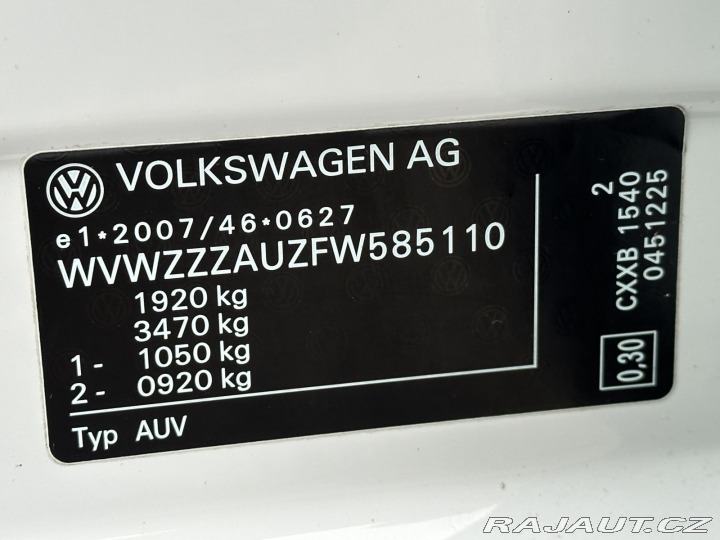 VOLKSWAGEN AG
e1*2007/46*0627
WVWZZZAUZFW585110
1920 kg
3470 kg
1- 1050 kg
2- 0920 kg
Typ AUV
2
CXXB 1540
0451225
0,30
RAJAUT.CZ